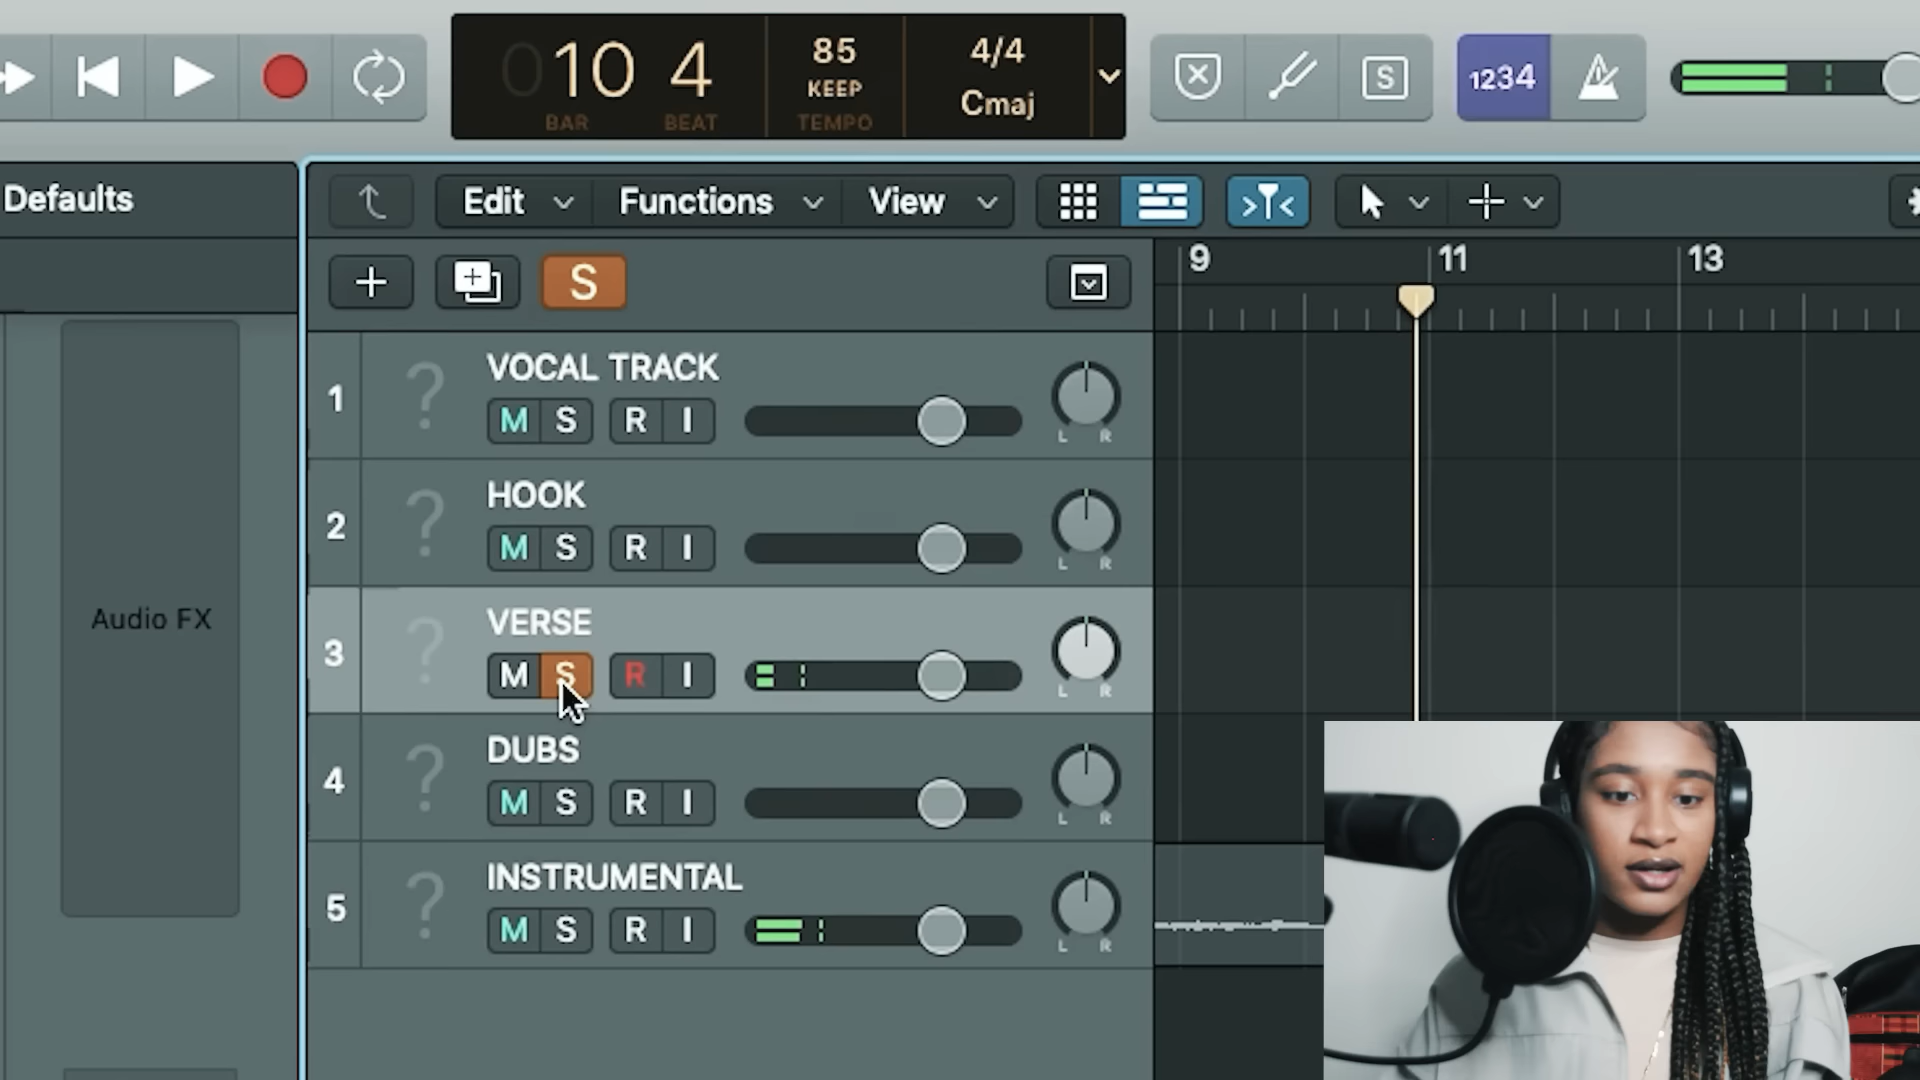 010 4 85 4/4
KEEP Cmaj
BAR BEAT TEMPO
1234
S
Defaults
Edit Functions View
9 11 13
S
1 VOCAL TRACK
M S R I
L R
2 HOOK
M S R I
L R
Audio FX
3 VERSE
M S R I
L R
4 DUBS
M S R I
L R
5 INSTRUMENTAL
M S R I
L R